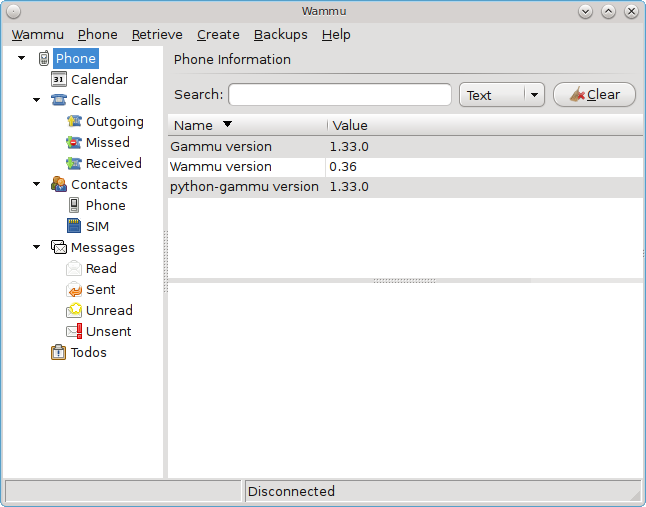 Wammu
Wammu Phone Retrieve Create Backups Help
Phone
31 Calendar
Calls
Outgoing
Missed
Received
Contacts
Phone
SIM
Messages
Read
Sent
Unread
Unsent
Todos
Phone Information
Search: Text Clear
Name Value
Gammu version 1.33.0
Wammu version 0.36
python-gammu version 1.33.0
Disconnected